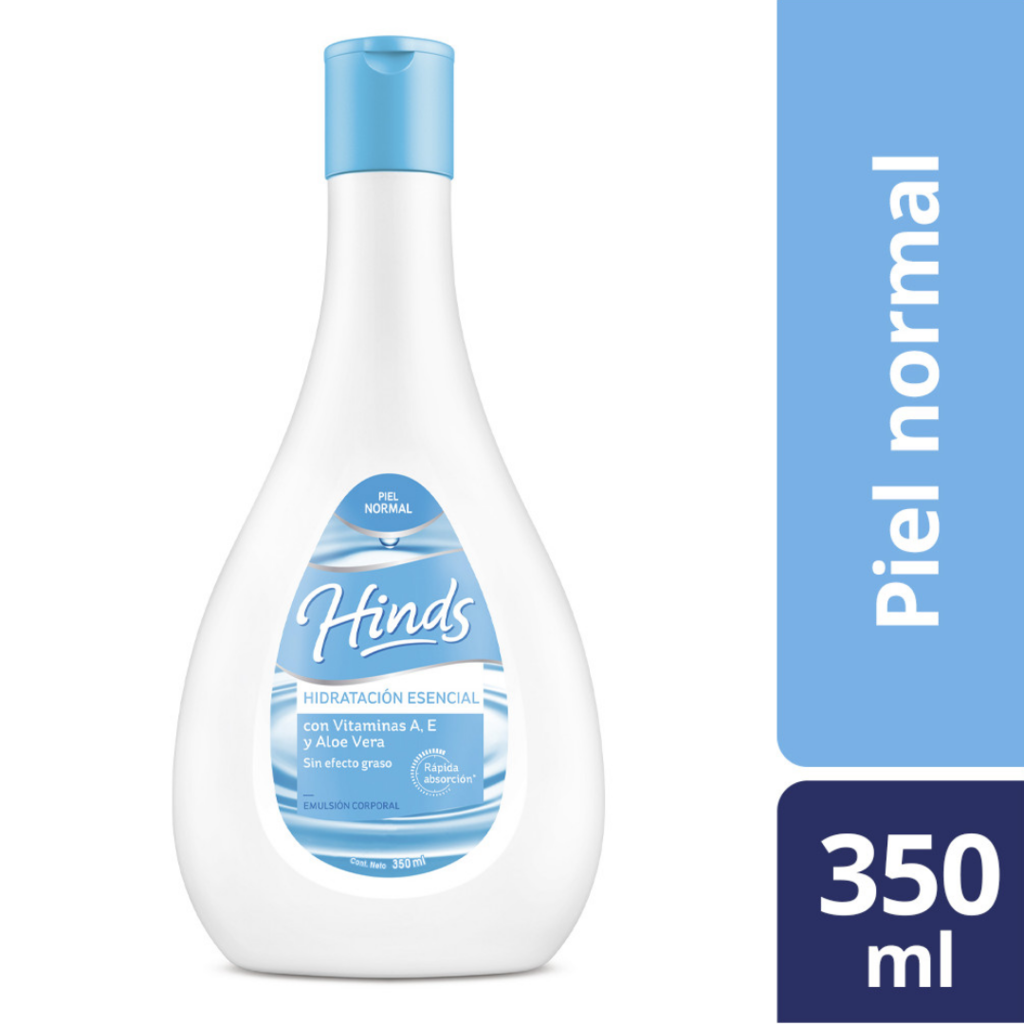 PIEL
NORMAL
Hinds
HIDRATACIÓN ESENCIAL
con Vitaminas A, E
y Aloe Vera
Sin efecto graso
Rápida
absorción*
EMULSIÓN CORPORAL
Cont. Neto 350 ml
Piel normal
350
ml